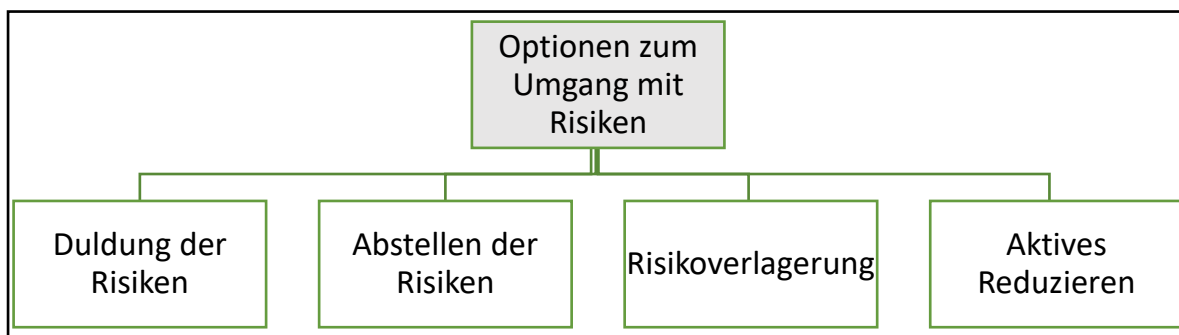 Optionen zum
Umgang mit
Risiken
Duldung der
Risiken
Abstellen der
Risiken
Risikoverlagerung
Aktives
Reduzieren